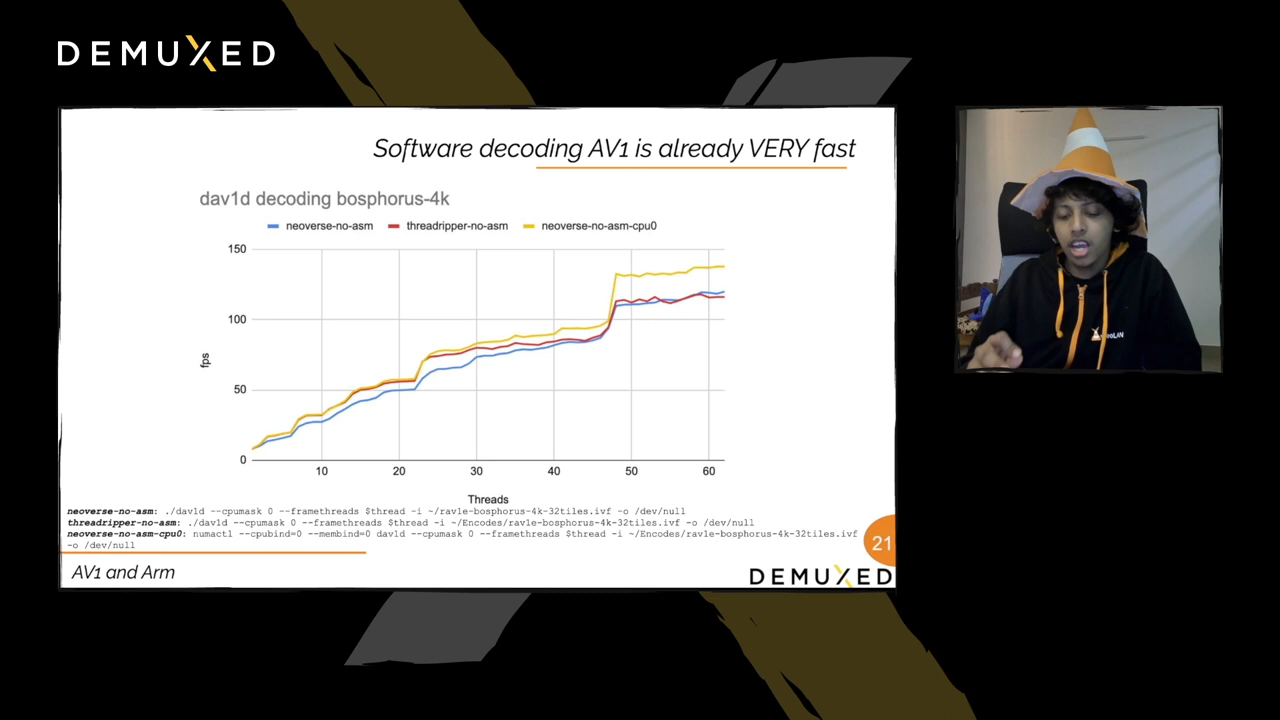 DEMUXED
Software decoding AV1 is already VERY fast
dav1d decoding bosphorus-4k
neoverse-no-asm threadripper-no-asm neoverse-no-asm-cpu0
150
100
50
0
fps
10 20 30 40 50 60
Threads
neoverse-no-asm: ./dav1d --cpumask 0 --framethreads $thread -i ~/rav1e-bosphorus-4k-32tiles.ivf -o /dev/null
threadripper-no-asm: ./dav1d --cpumask 0 --framethreads $thread -i ~/Encodes/rav1e-bosphorus-4k-32tiles.ivf -o /dev/null
neoverse-no-asm-cpu0: numactl --cpubind=0 --membind=0 dav1d --cpumask 0 --framethreads $thread -i ~/Encodes/rav1e-bosphorus-4k-32tiles.ivf
-o /dev/null
21
AV1 and Arm
DEMUXED